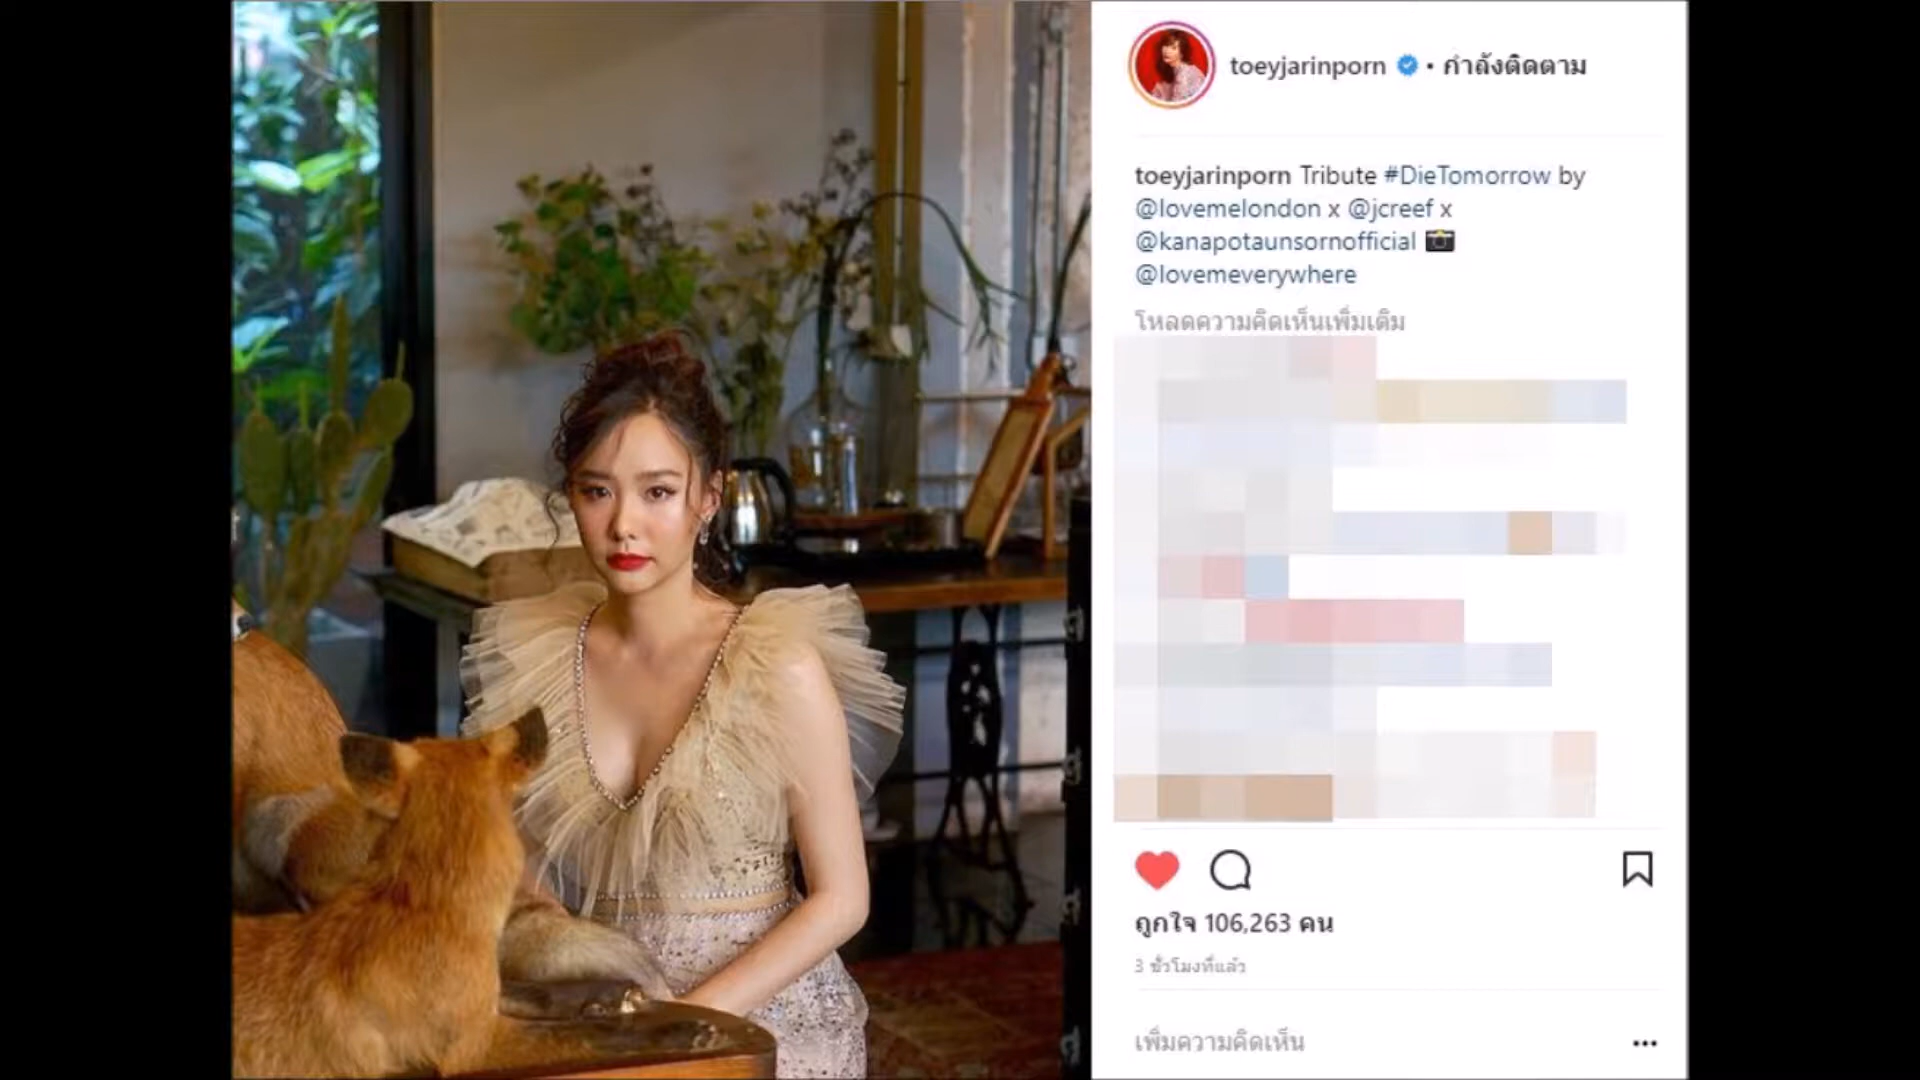 toeyjarinporn • กำลังติดตาม
toeyjarinporn Tribute #DieTomorrow by
@lovemelondon x @jcreef x
@kanapotaunsornofficial
@lovemeverywhere
โหลดความคิดเห็นเพิ่มเติม
ถูกใจ 106,263 คน
3 ชั่วโมงที่แล้ว
เพิ่มความคิดเห็น